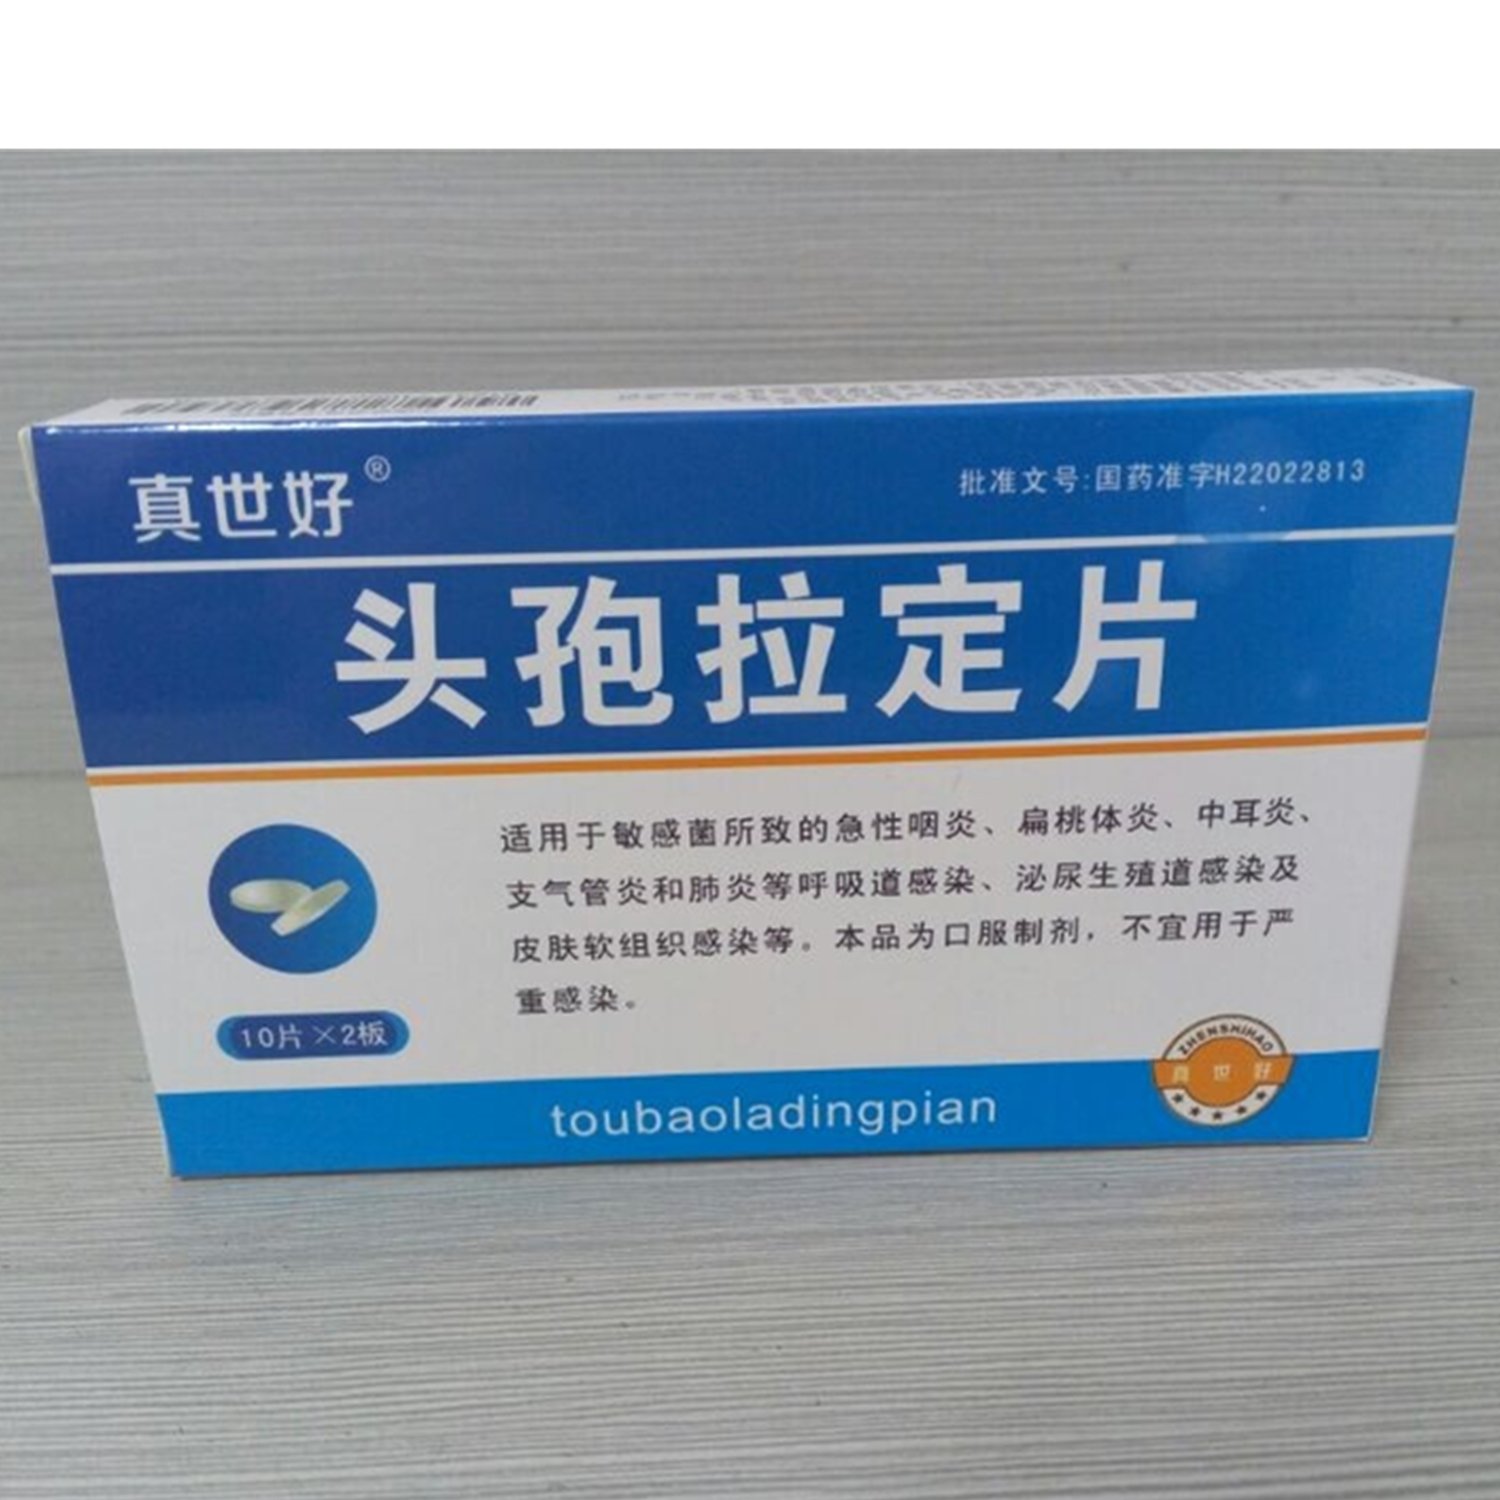 真世好®
批准文号:国药准字H22022813
头孢拉定片
适用于敏感菌所致的急性咽炎、扁桃体炎、中耳炎、
支气管炎和肺炎等呼吸道感染、泌尿生殖道感染及
皮肤软组织感染等。本品为口服制剂，不宜用于严
重感染。
10片×2板
ZHENSHIHAO
真世好
toubaoladingpian